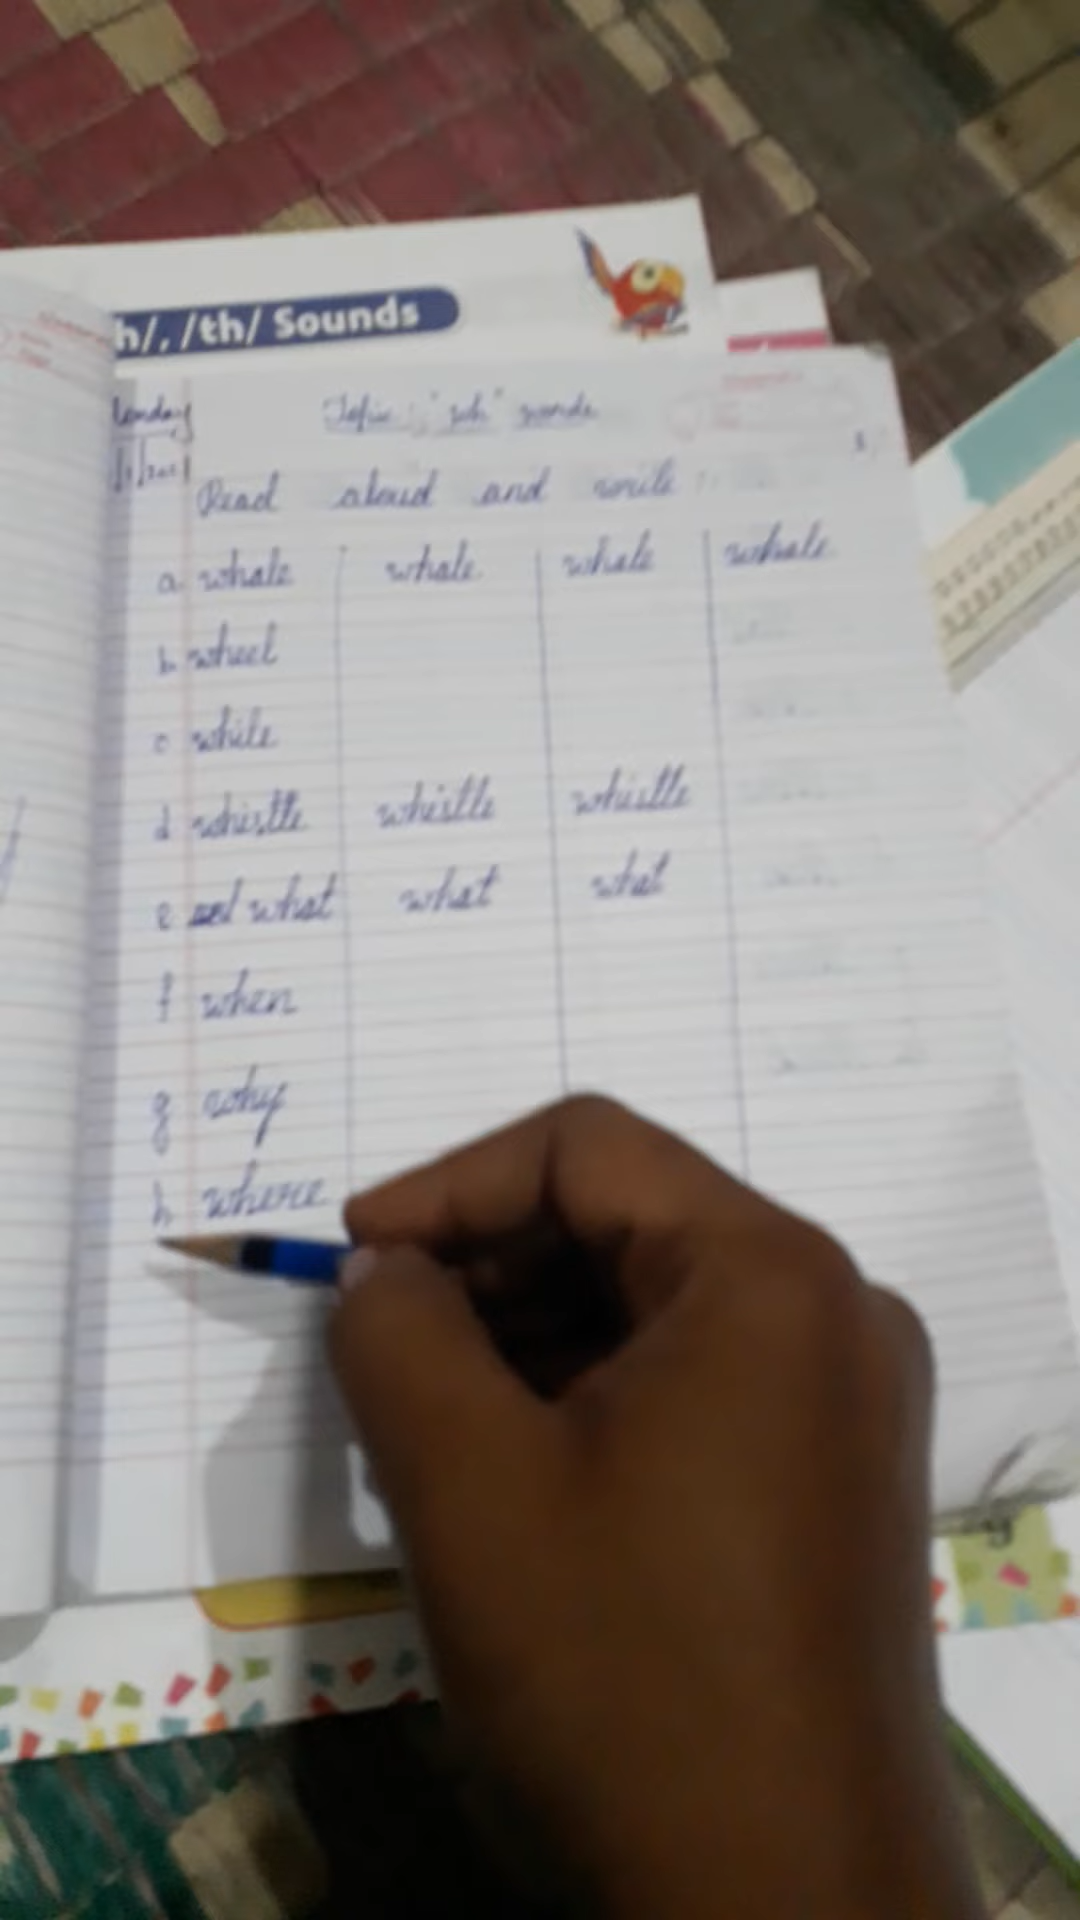 h/, /th/ Sounds
Topic : "wh" words
Read aloud and write
a whale whale whale whale
b wheel
c while
d whistle whistle whistle
e what what what
f when
g why
h where